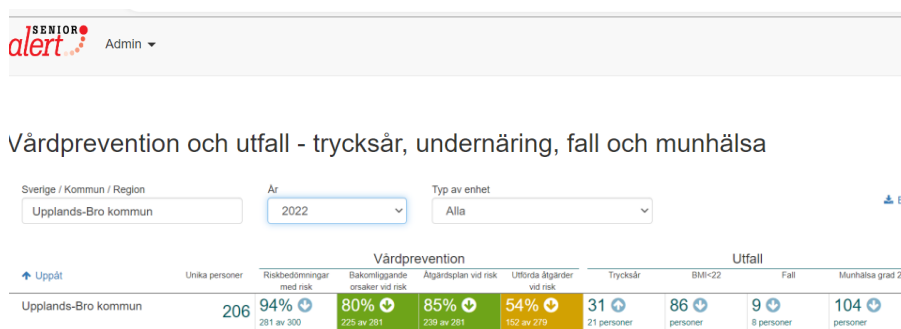 SENIOR
alert
Admin
Vårdprevention och utfall - trycksår, undernäring, fall och munhälsa
Sverige / Kommun / Region
År
Typ av enhet
Upplands-Bro kommun
2022
Alla
Vårdprevention
Utfall
Uppåt
Unika personer
Riskbedömningar med risk
Bakomliggande orsaker vid risk
Åtgärdsplan vid risk
Utförda åtgärder vid risk
Trycksår
BMI<22
Fall
Munhälsa grad 2
Upplands-Bro kommun
206
94%
281 av 300
80%
225 av 281
85%
239 av 281
54%
152 av 279
31
21 personer
86
personer
9
8 personer
104
personer